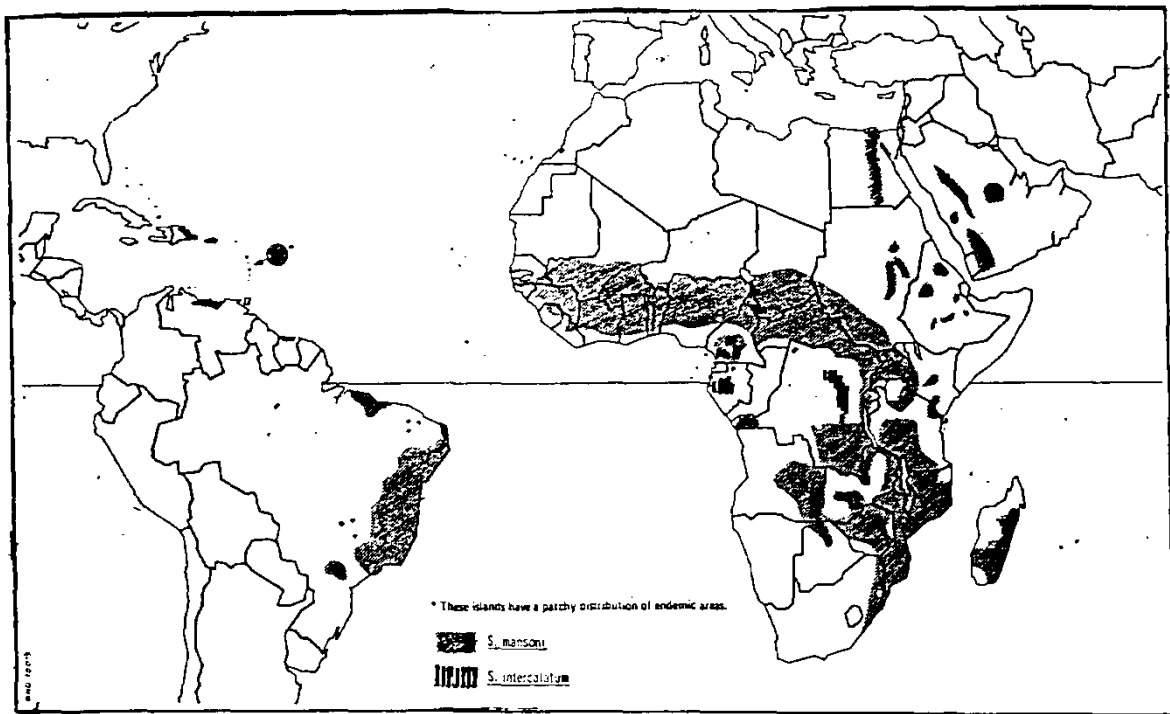 * These islands have a patchy distribution of endemic areas.
S. mansoni
S. intercalatum